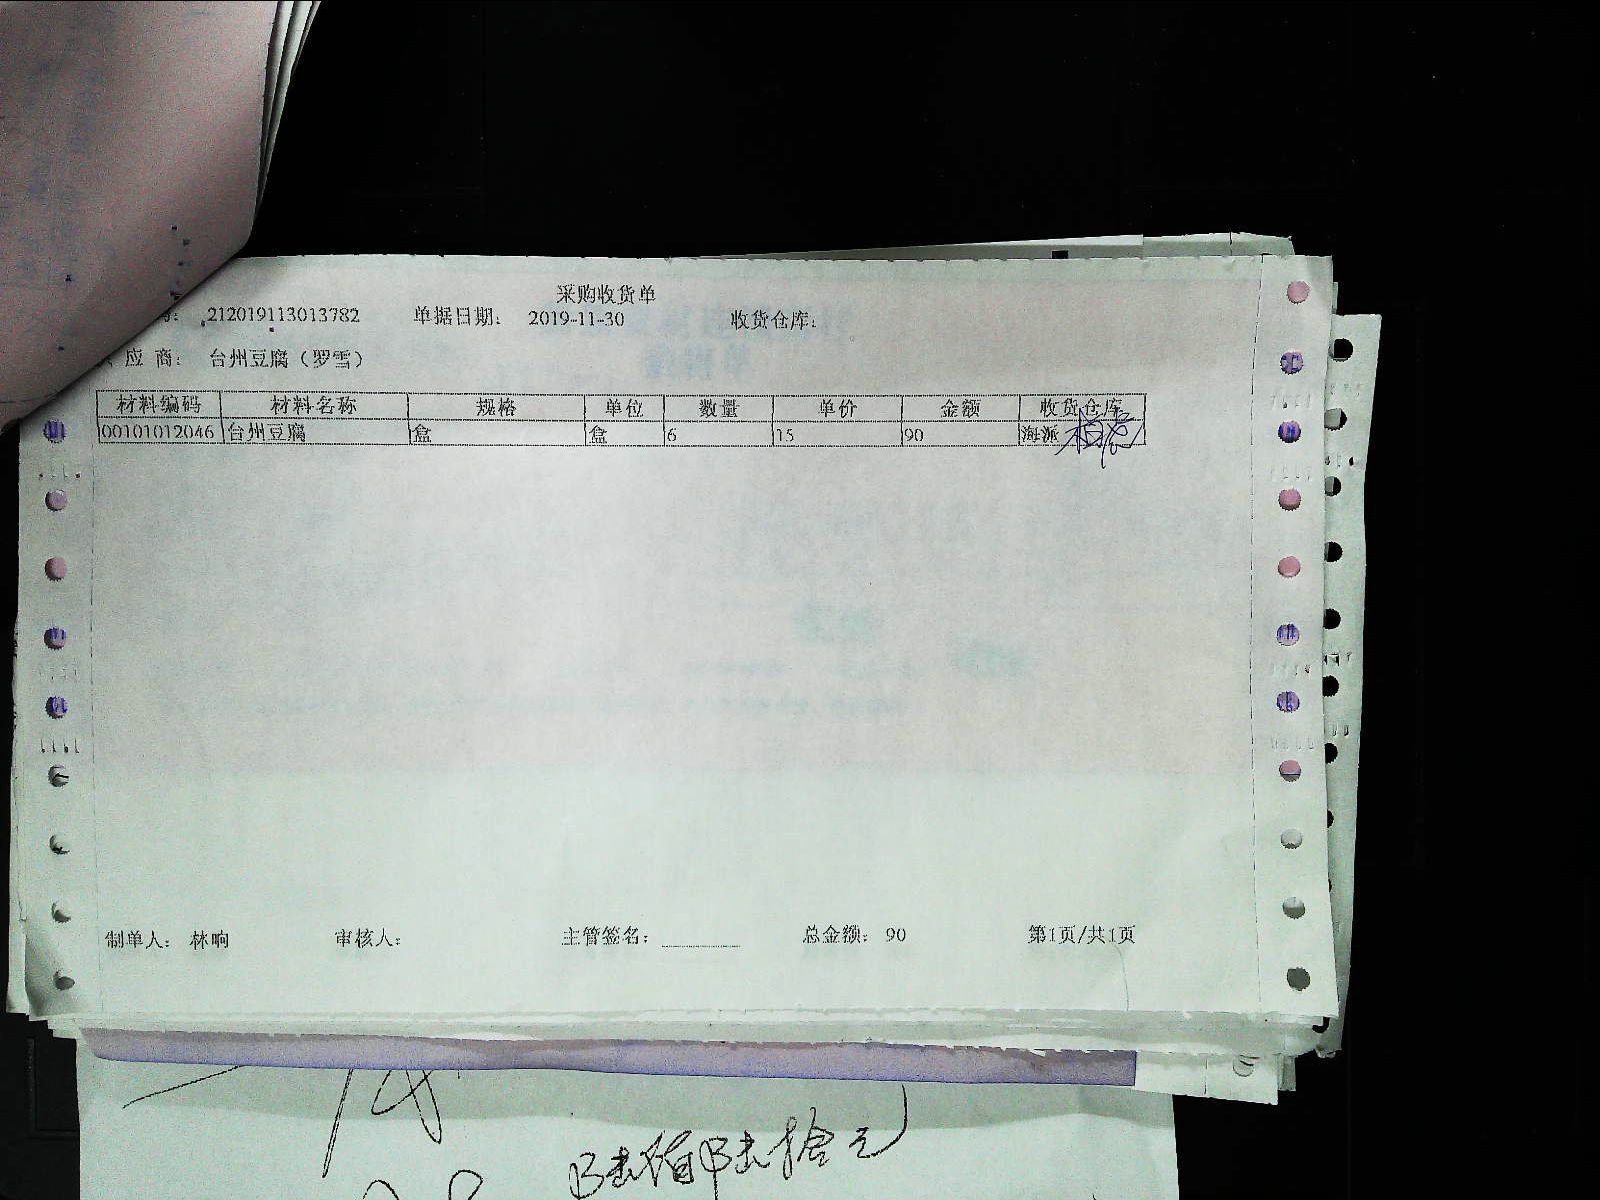 采购收货单
212019113013782 单据日期: 2019-11-30 收货仓库:
应 商: 台州豆腐（罗雪）
材料编码 材料名称 规格 单位 数量 单价 金额 收货仓库
00101012046 台州豆腐 盒 盒 6 15 90 海派
制单人: 林响 审核人: 主管签名: 总金额: 90 第1页/共1页